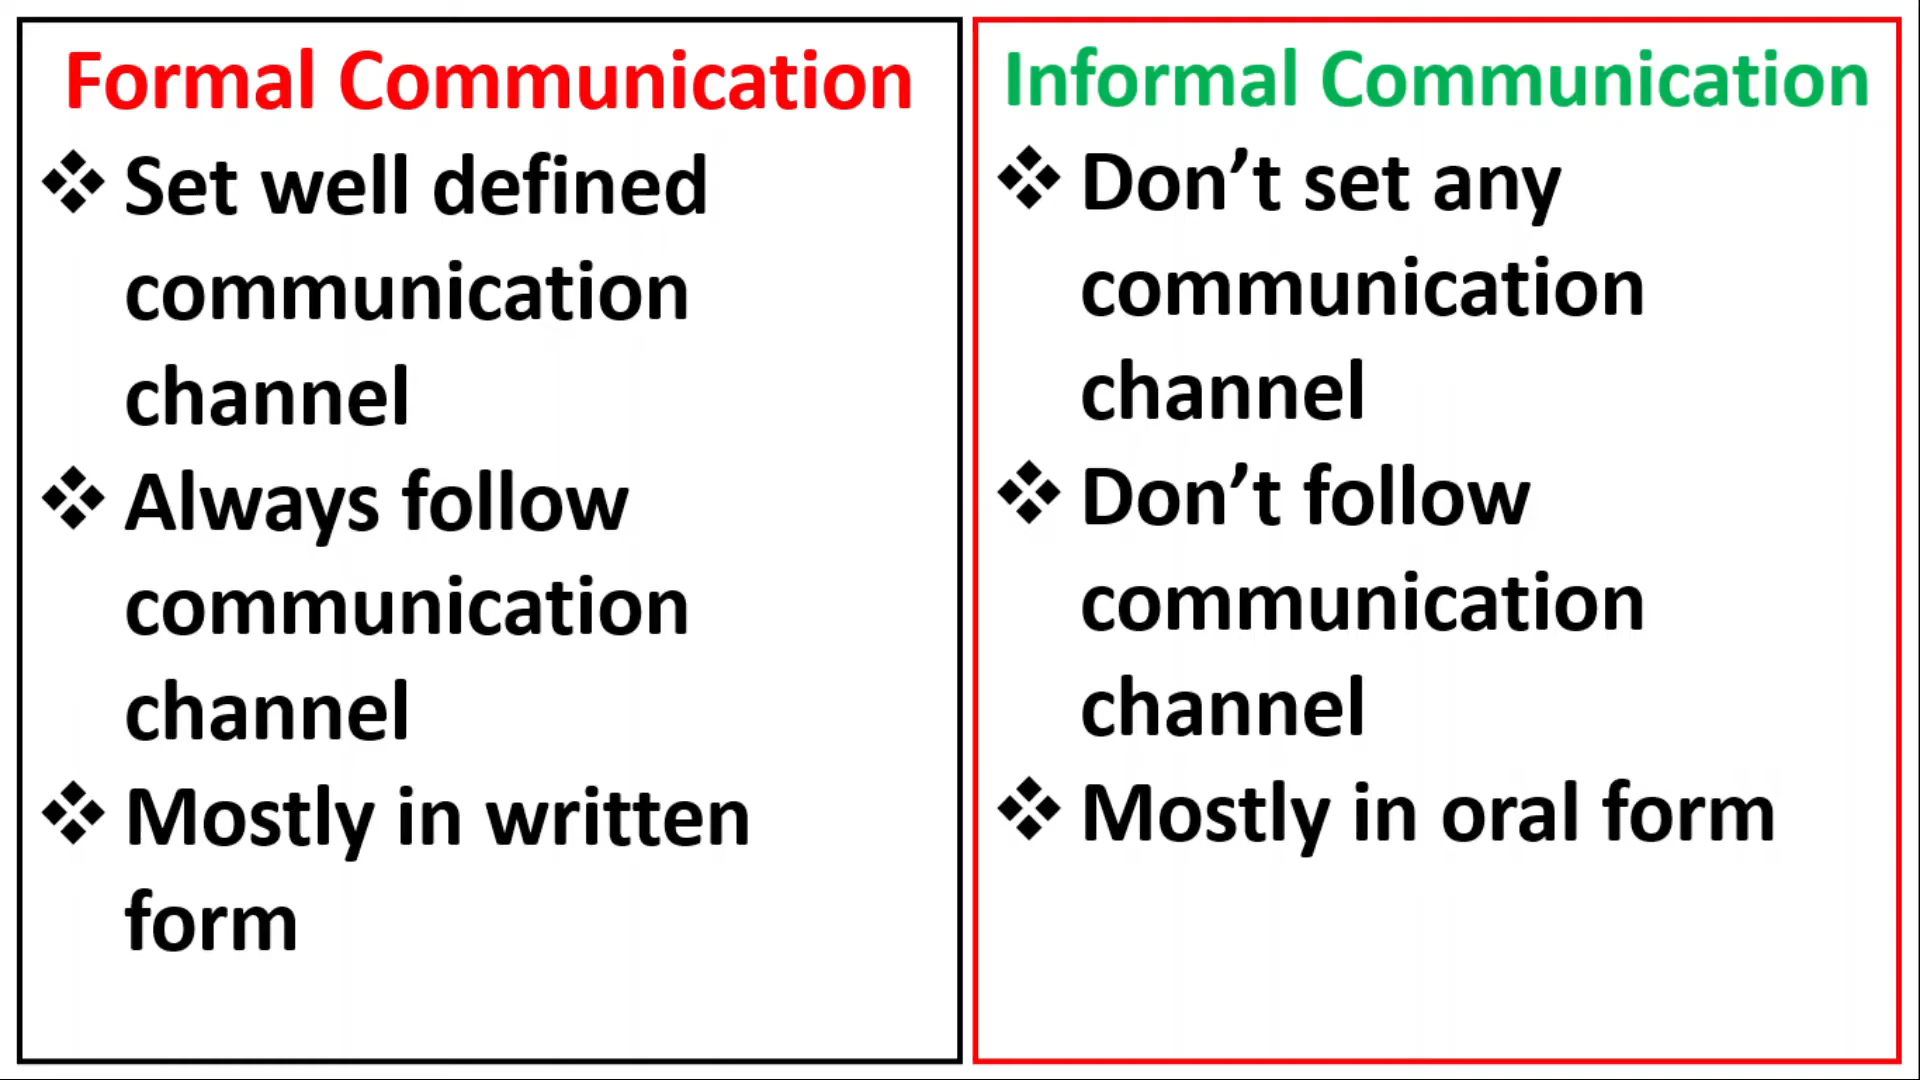 Formal Communication
❖ Set well defined
communication
channel
❖ Always follow
communication
channel
❖ Mostly in written
form
Informal Communication
❖ Don’t set any
communication
channel
❖ Don’t follow
communication
channel
❖ Mostly in oral form